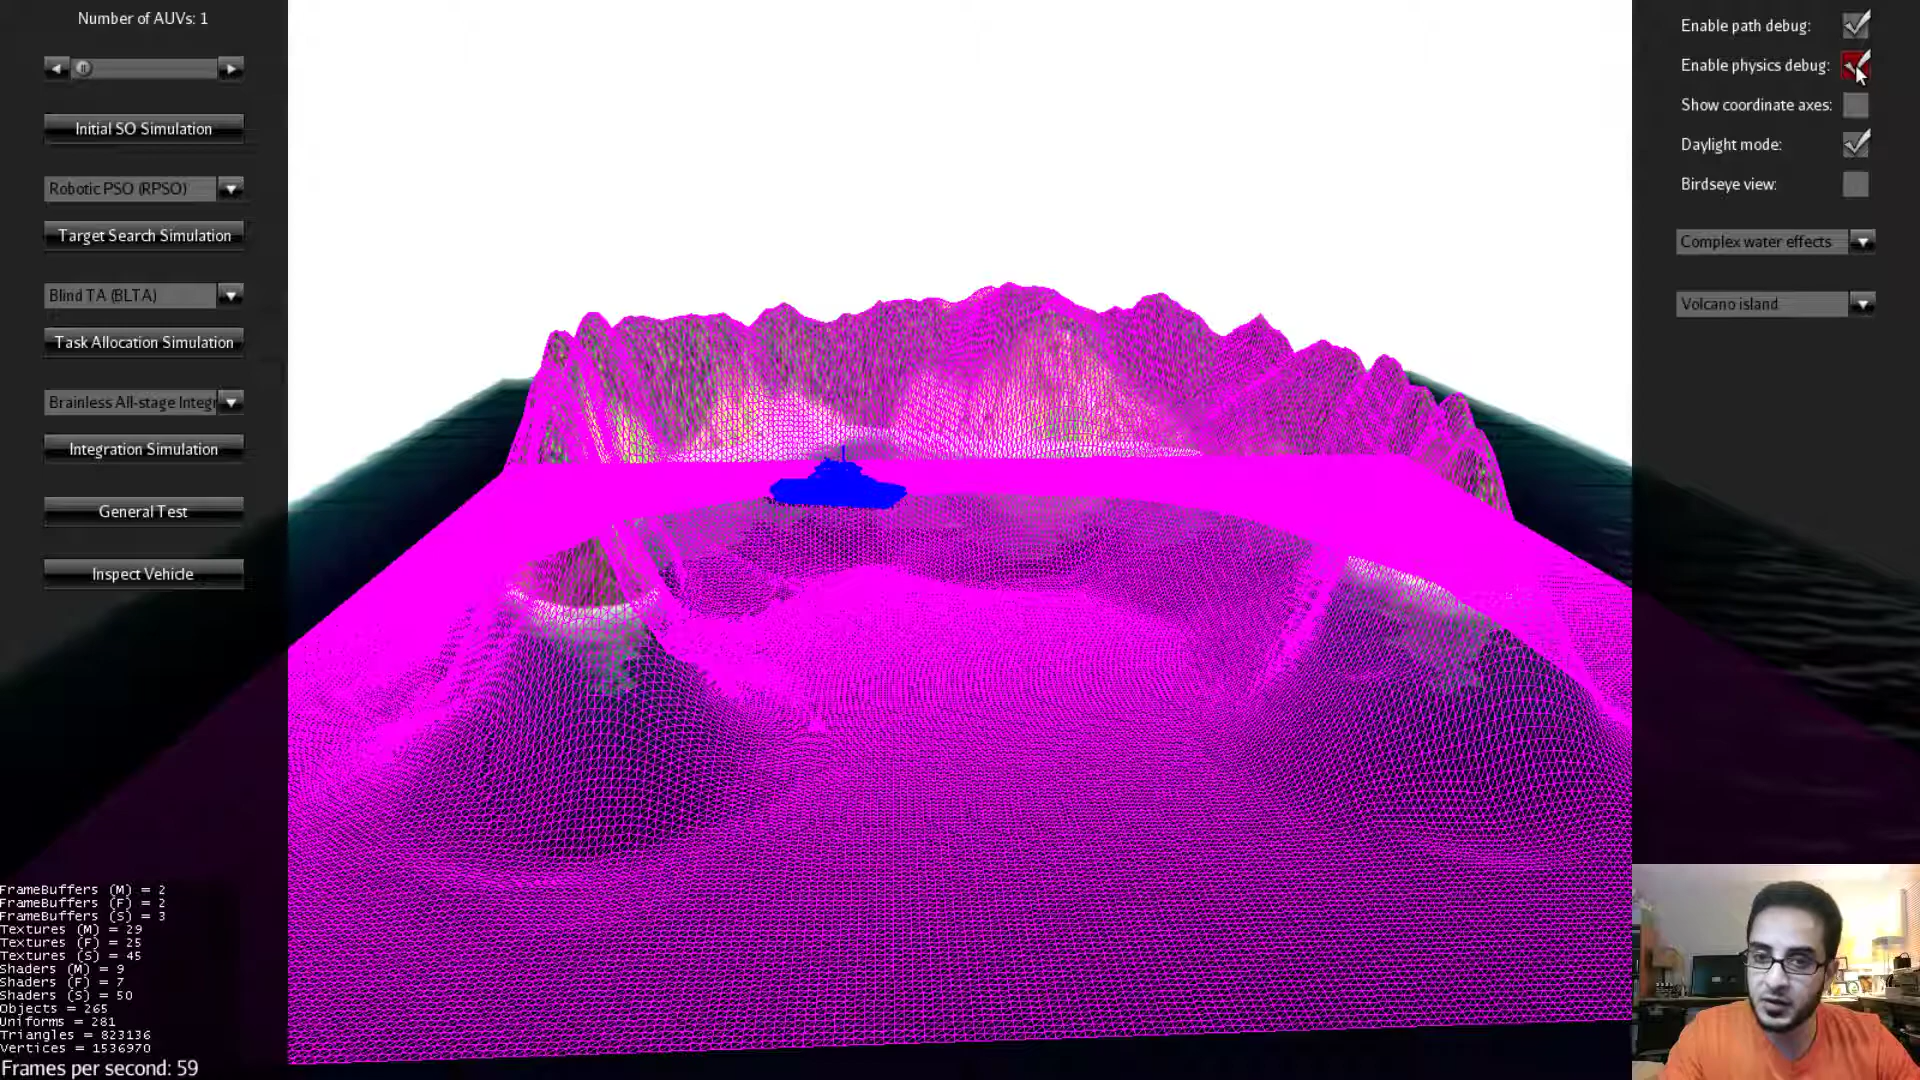 Number of AUVs: 1
Initial SO Simulation
Robotic PSO (RPSO)
Target Search Simulation
Blind TA (BLTA)
Task Allocation Simulation
Brainless All-stage Integr
Integration Simulation
General Test
Inspect Vehicle
FrameBuffers (M) = 2
FrameBuffers (F) = 2
FrameBuffers (S) = 3
Textures (M) = 29
Textures (F) = 25
Textures (S) = 45
Shaders (M) = 9
Shaders (F) = 7
Shaders (S) = 50
Objects = 265
Uniforms = 281
Triangles = 823136
Vertices = 1536970
Frames per second: 59
Enable path debug:
Enable physics debug:
Show coordinate axes:
Daylight mode:
Birdseye view:
Complex water effects
Volcano island